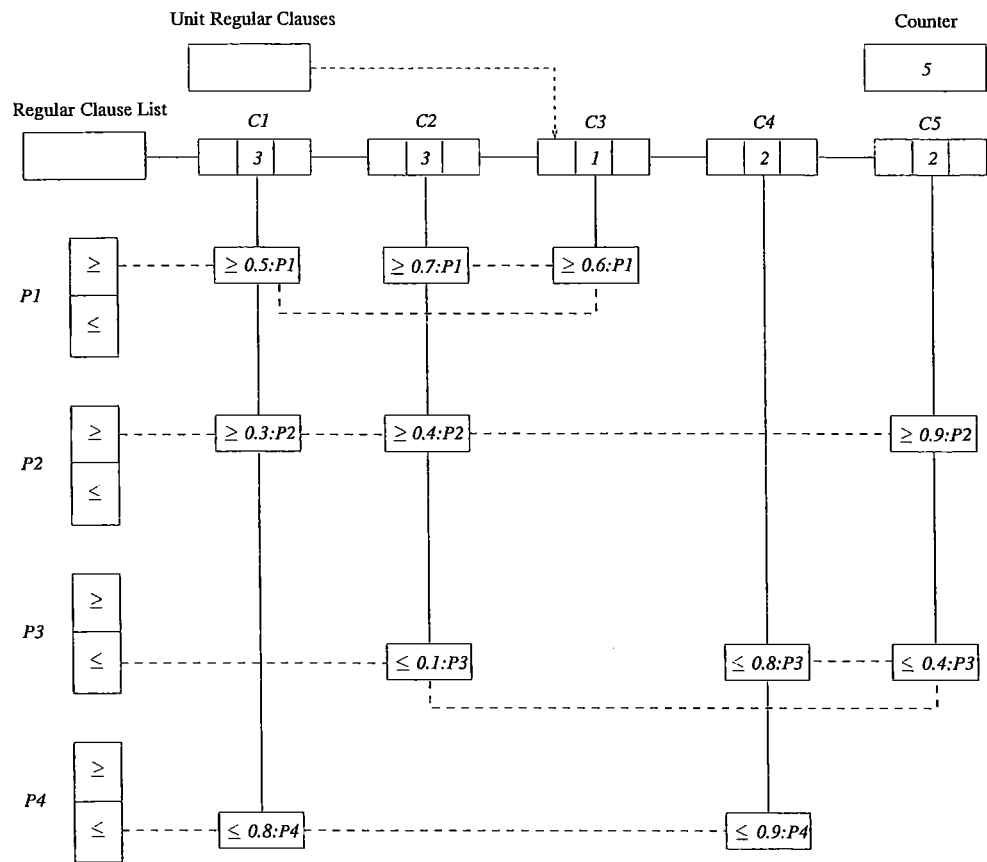 Unit Regular Clauses
Counter
5
Regular Clause List
C1 C2 C3 C4 C5
3 3 1 2 2
≥ ≥ 0.5:P1 ≥ 0.7:P1 ≥ 0.6:P1
P1
≤
≥ ≥ 0.3:P2 ≥ 0.4:P2 ≥ 0.9:P2
P2
≤
≥
P3
≤ ≤ 0.1:P3 ≤ 0.8:P3 ≤ 0.4:P3
≥
P4
≤ ≤ 0.8:P4 ≤ 0.9:P4